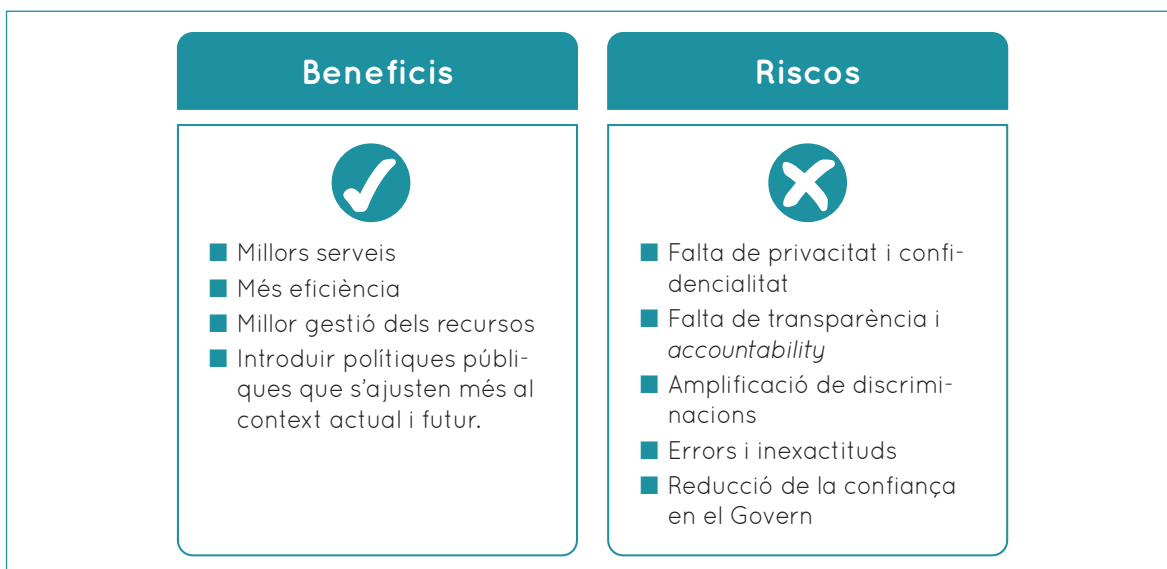 Beneficis
Millors serveis
Més eficiència
Millor gestió dels recursos
Introduir polítiques públi-
ques que s'ajusten més al
context actual i futur.
Riscos
Falta de privacitat i confi-
dencialitat
Falta de transparència i
accountability
Amplificació de discrimi-
nacions
Errors i inexactituds
Reducció de la confiança
en el Govern